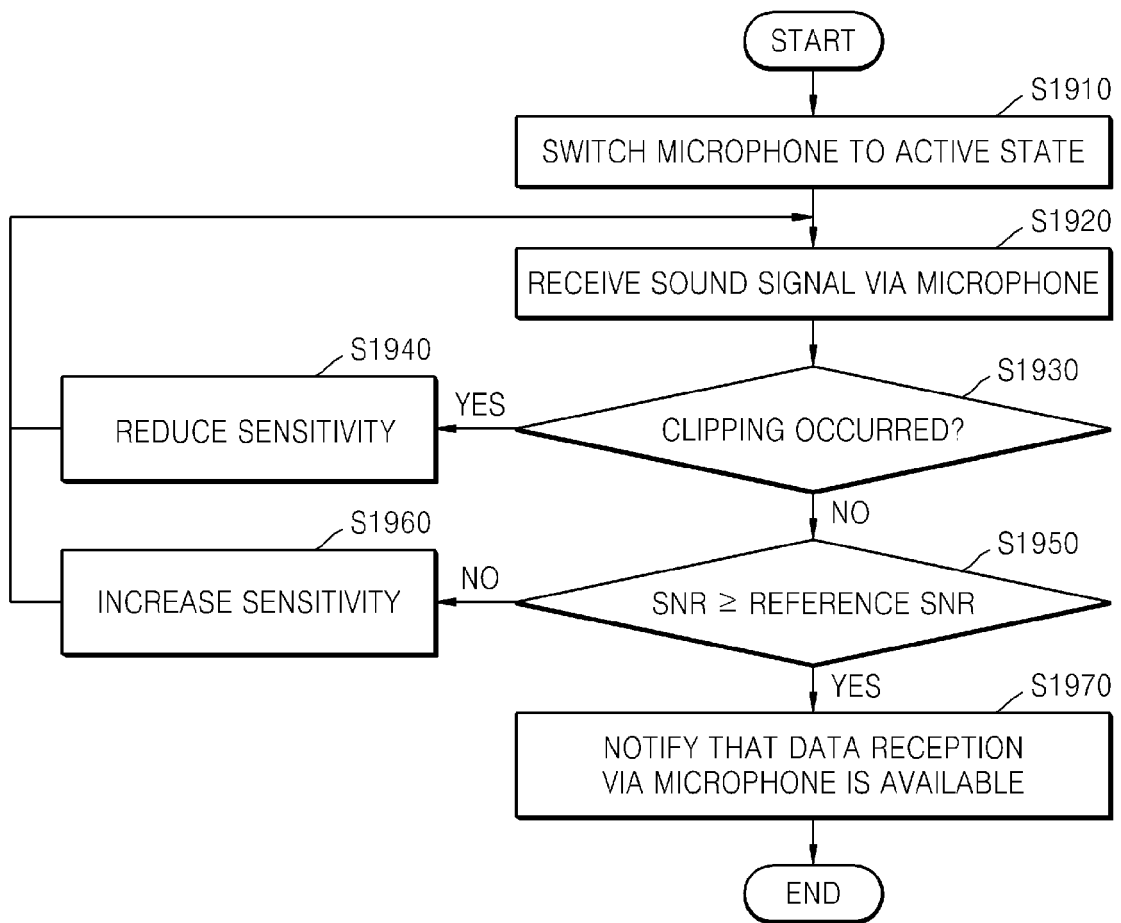 START
S1910
SWITCH MICROPHONE TO ACTIVE STATE
S1920
RECEIVE SOUND SIGNAL VIA MICROPHONE
S1930
CLIPPING OCCURRED?
YES
S1940
REDUCE SENSITIVITY
NO
S1950
SNR ≧ REFERENCE SNR
NO
S1960
INCREASE SENSITIVITY
YES
S1970
NOTIFY THAT DATA RECEPTION
VIA MICROPHONE IS AVAILABLE
END